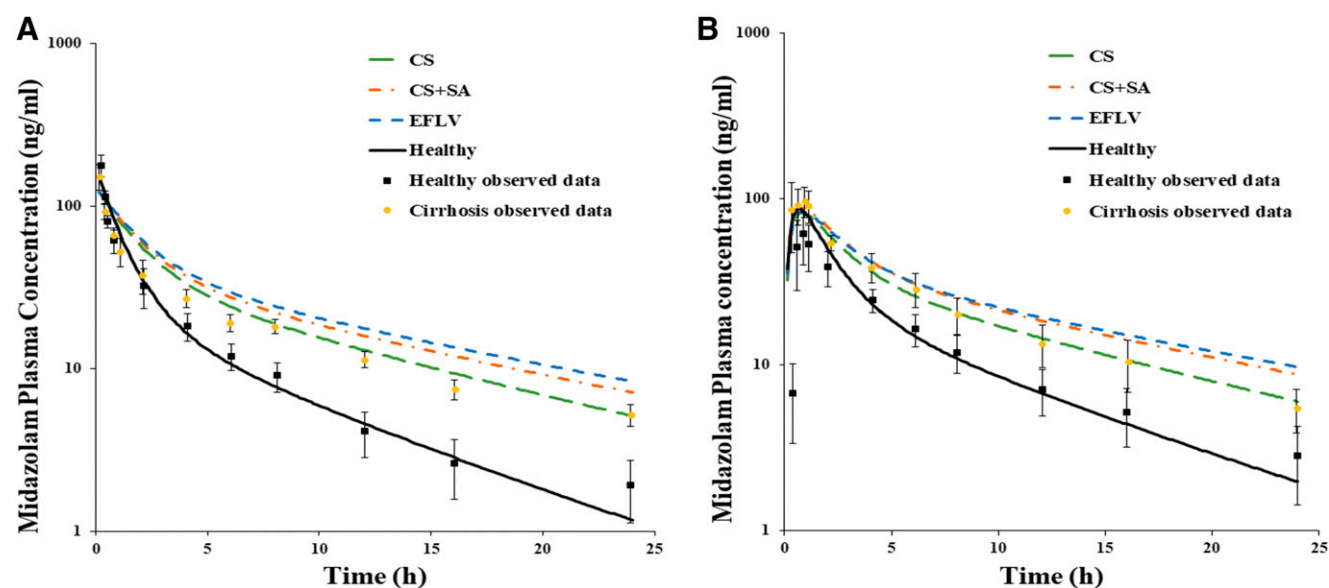 A
Midazolam Plasma Concentration (ng/ml)
1000
100
10
1
0
5
10
15
20
25
Time (h)
CS
CS+SA
EFLV
Healthy
Healthy observed data
Cirrhosis observed data
B
Midazolam Plasma concentration (ng/ml)
1000
100
10
1
0
5
10
15
20
25
Time (h)
CS
CS+SA
EFLV
Healthy
Healthy observed data
Cirrhosis observed data